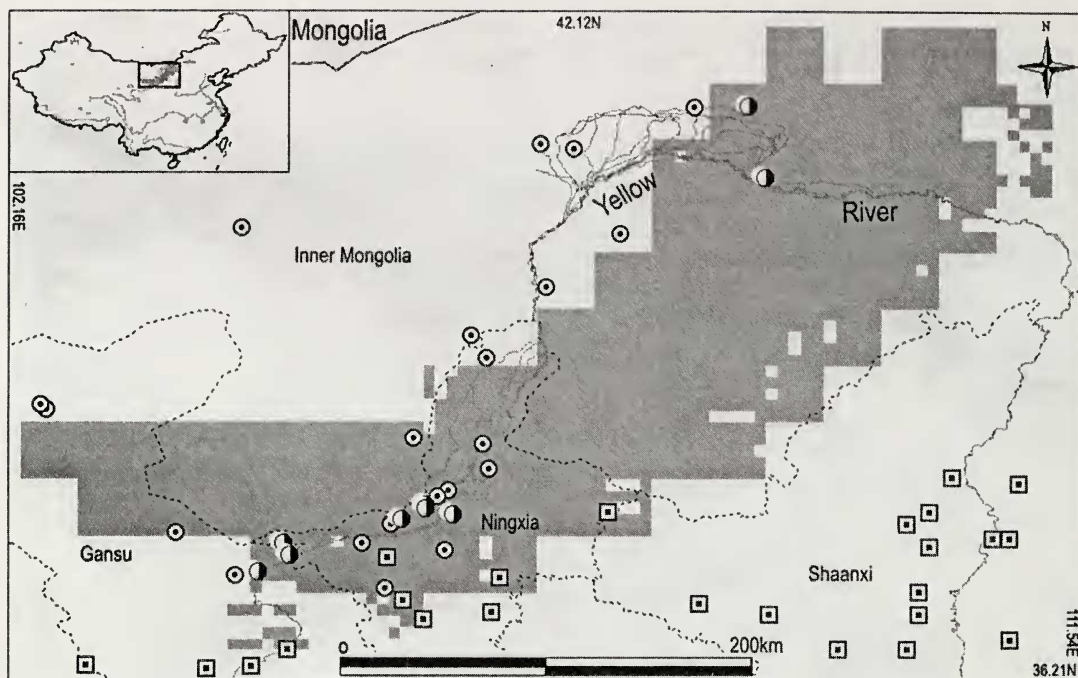 Mongolia
42.12N
N
102.16E
Yellow
River
Inner Mongolia
Gansu
Ningxia
Shaanxi
0
200km
111.54E
36.21N